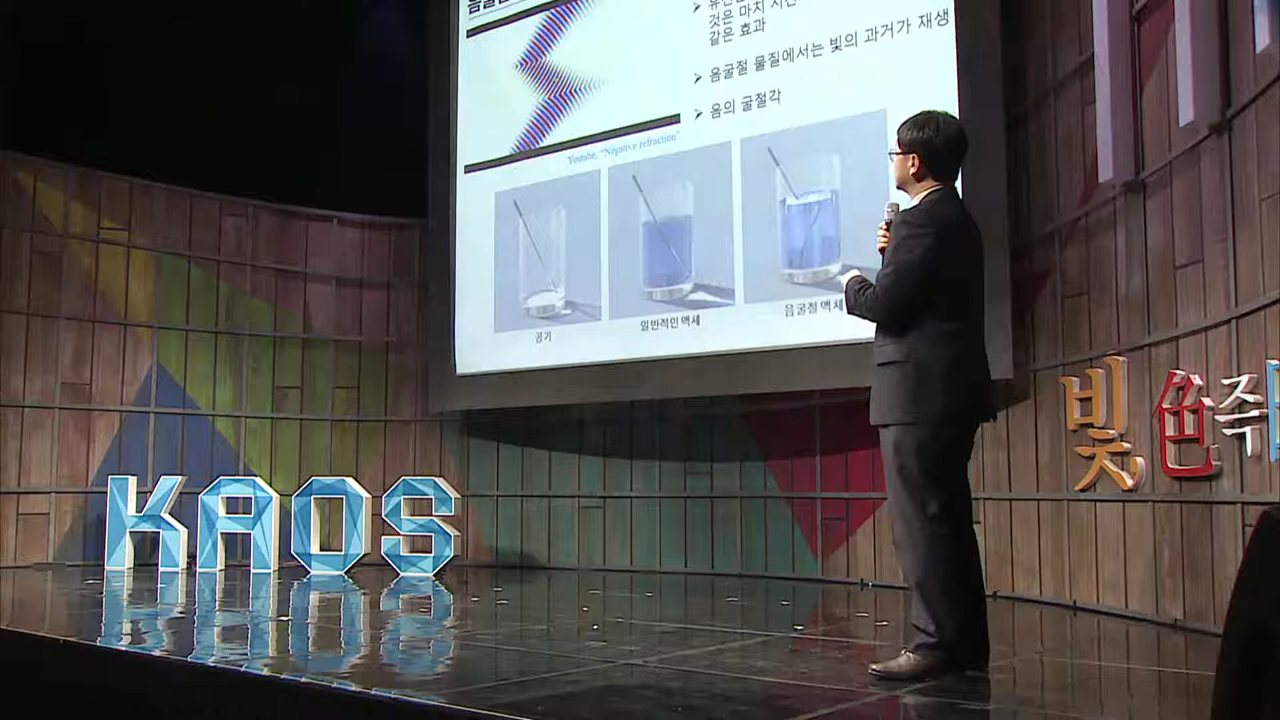 것은 마치
같은 효과
➤ 음굴절 물질에서는 빛의 과거가 재생
➤ 음의 굴절각
Youtube, "Negative refraction"
공기
일반적인 액체
음굴절 액체
KAOS
빛, 色